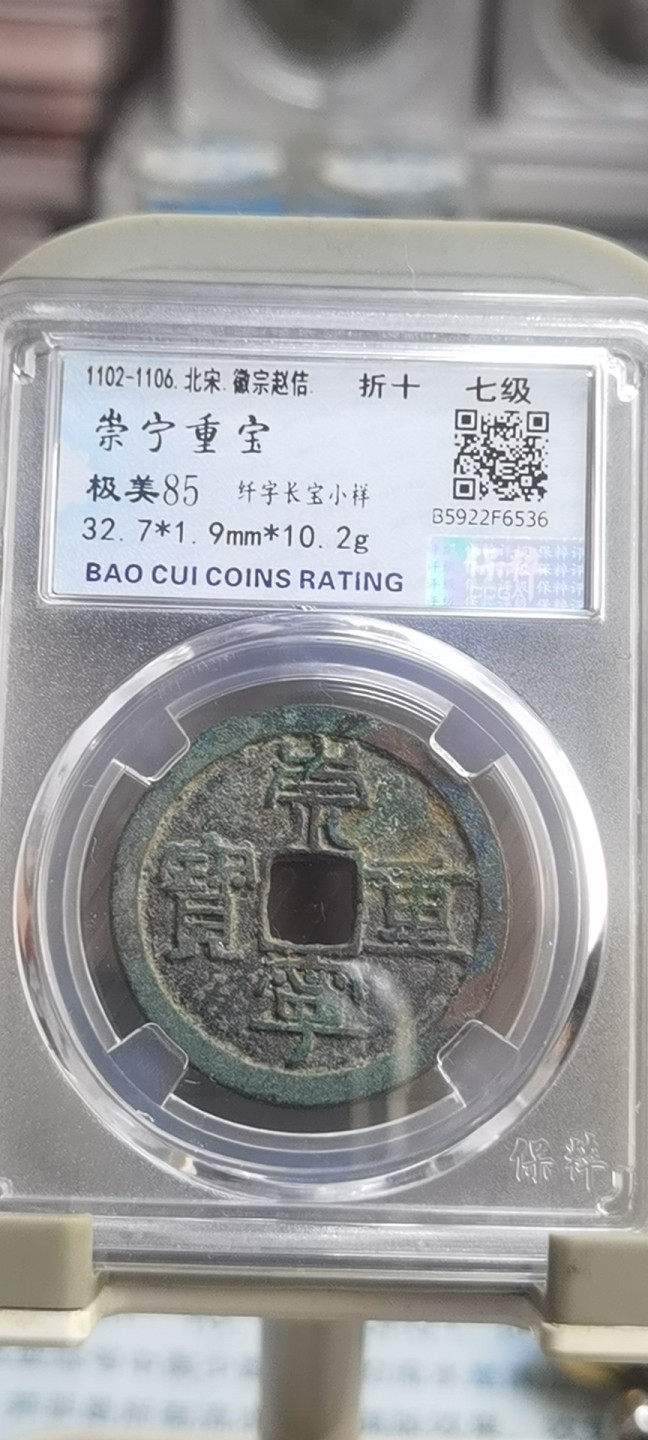 1102-1106.北宋.徽宗赵佶. 折十 七级
崇宁重宝
极美85 纤字长宝小样
B5922F6536
32.7*1.9mm*10.2g
BAO CUI COINS RATING
崇
寶 重
寧
保粹